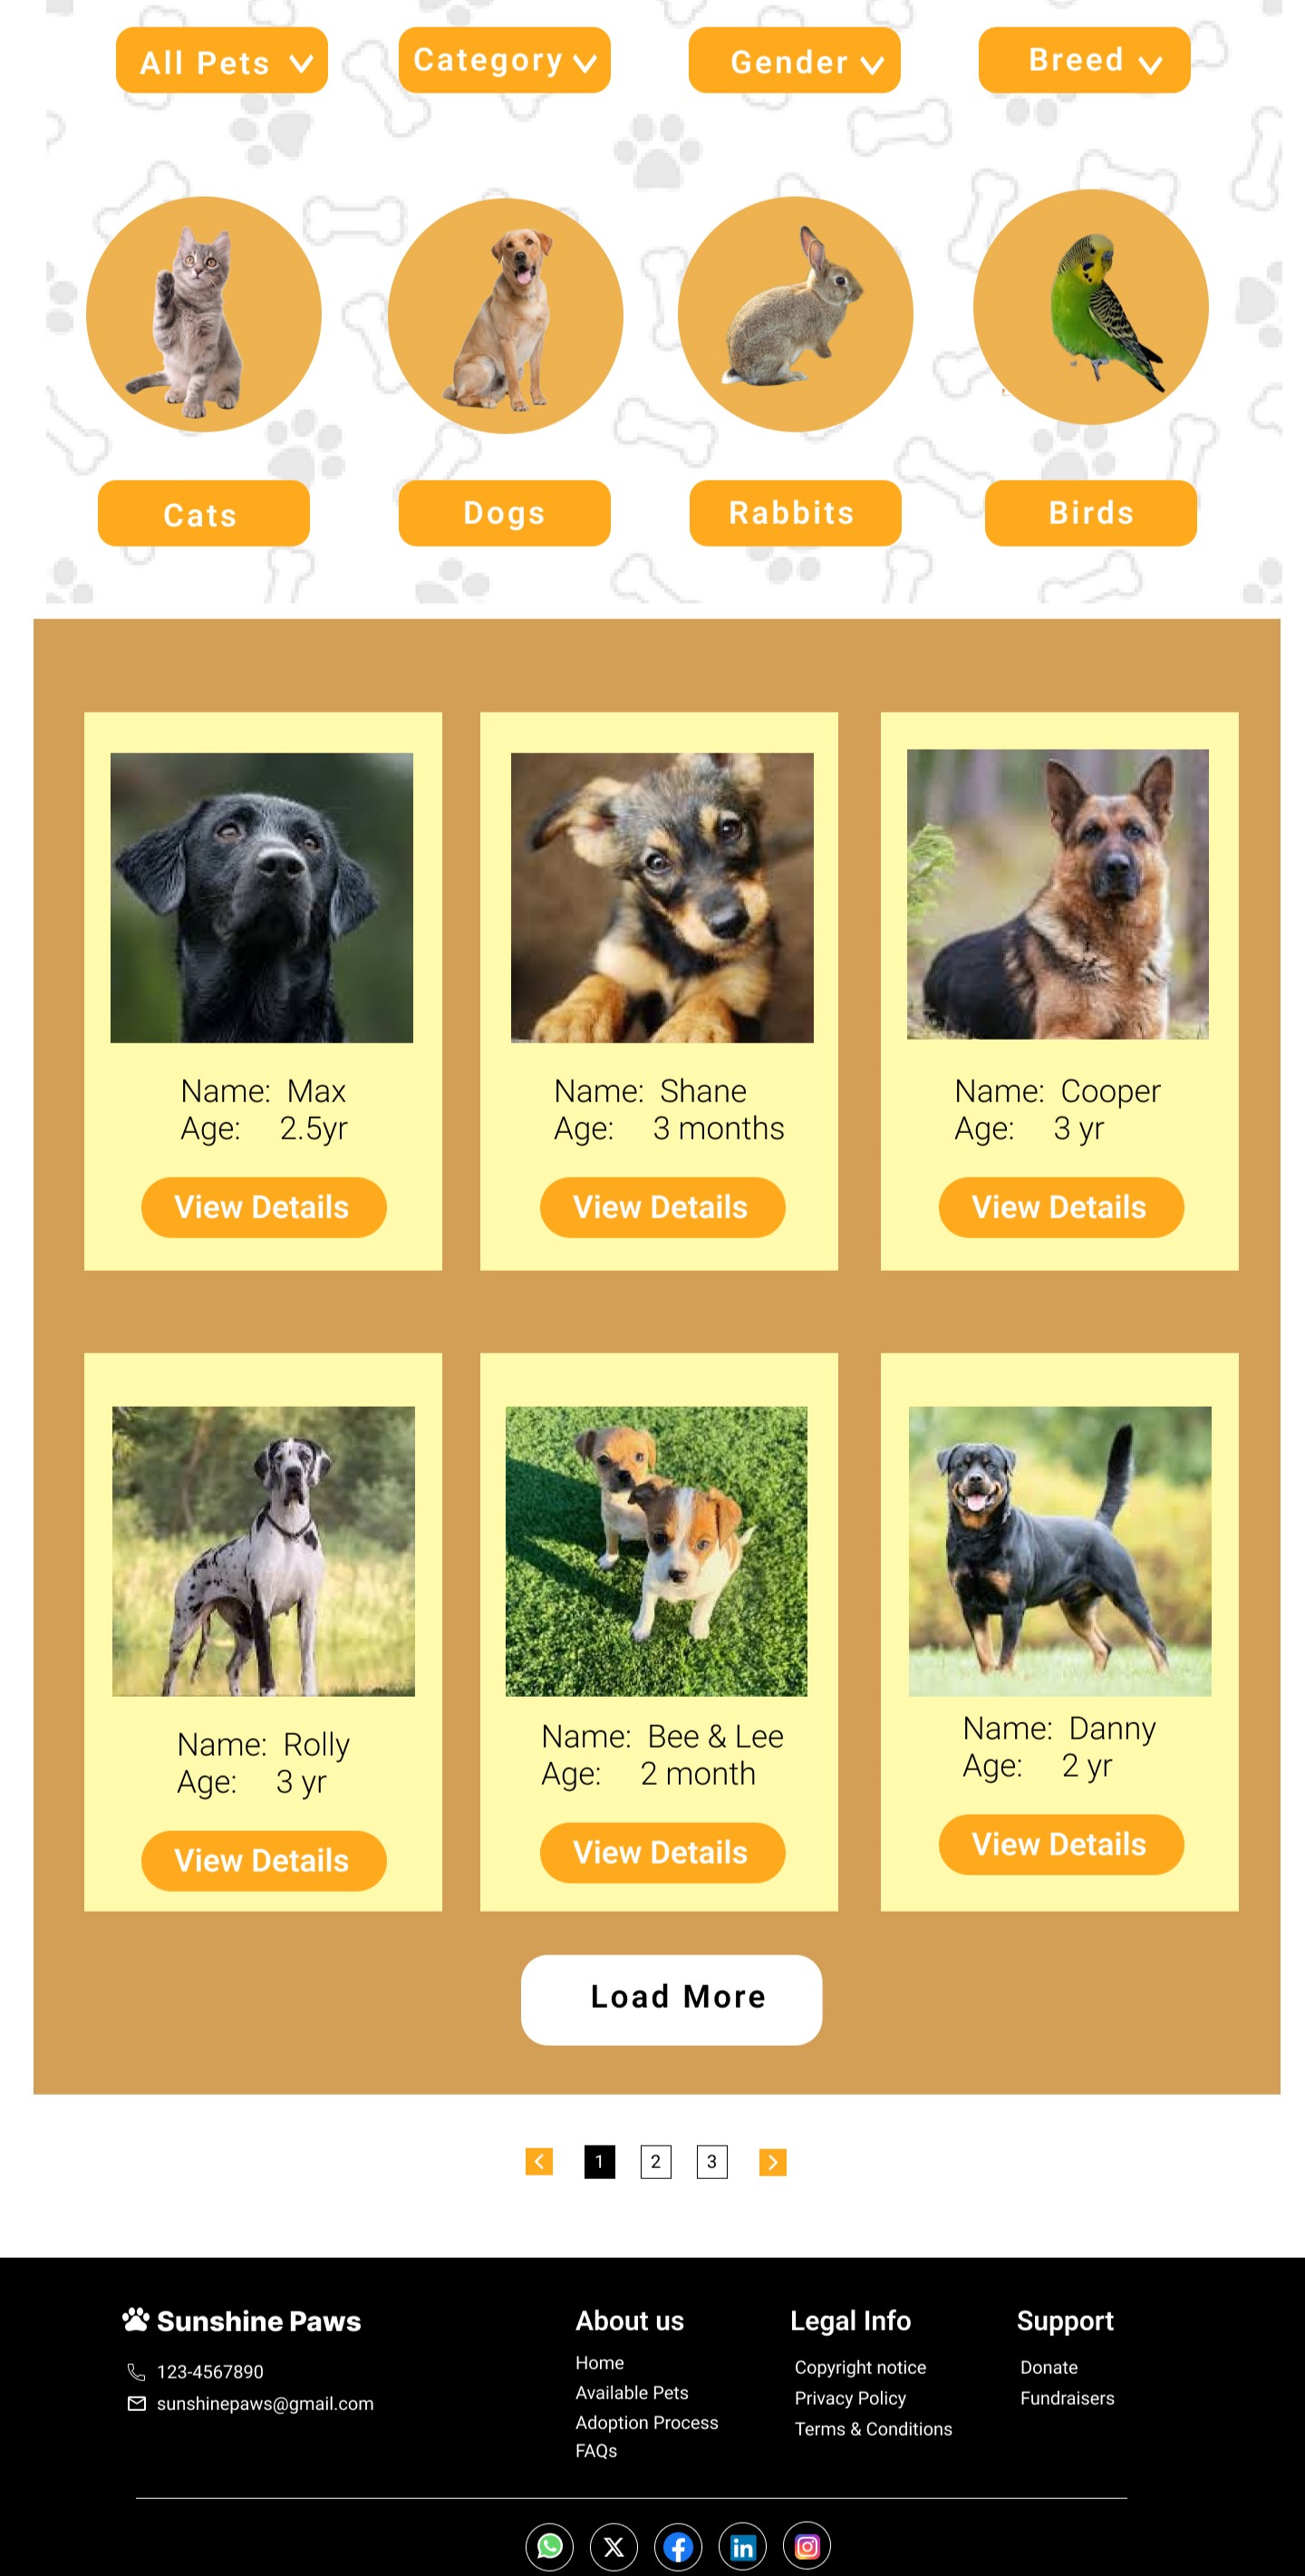 All Pets
Category
Gender
Breed
Cats
Dogs
Rabbits
Birds
Name: Max
Age: 2.5yr
View Details
Name: Shane
Age: 3 months
View Details
Name: Cooper
Age: 3 yr
View Details
Name: Rolly
Age: 3 yr
View Details
Name: Bee & Lee
Age: 2 month
View Details
Name: Danny
Age: 2 yr
View Details
Load More
1
2
3
Sunshine Paws
123-4567890
sunshinepaws@gmail.com
About us
Home
Available Pets
Adoption Process
FAQs
Legal Info
Copyright notice
Privacy Policy
Terms & Conditions
Support
Donate
Fundraisers